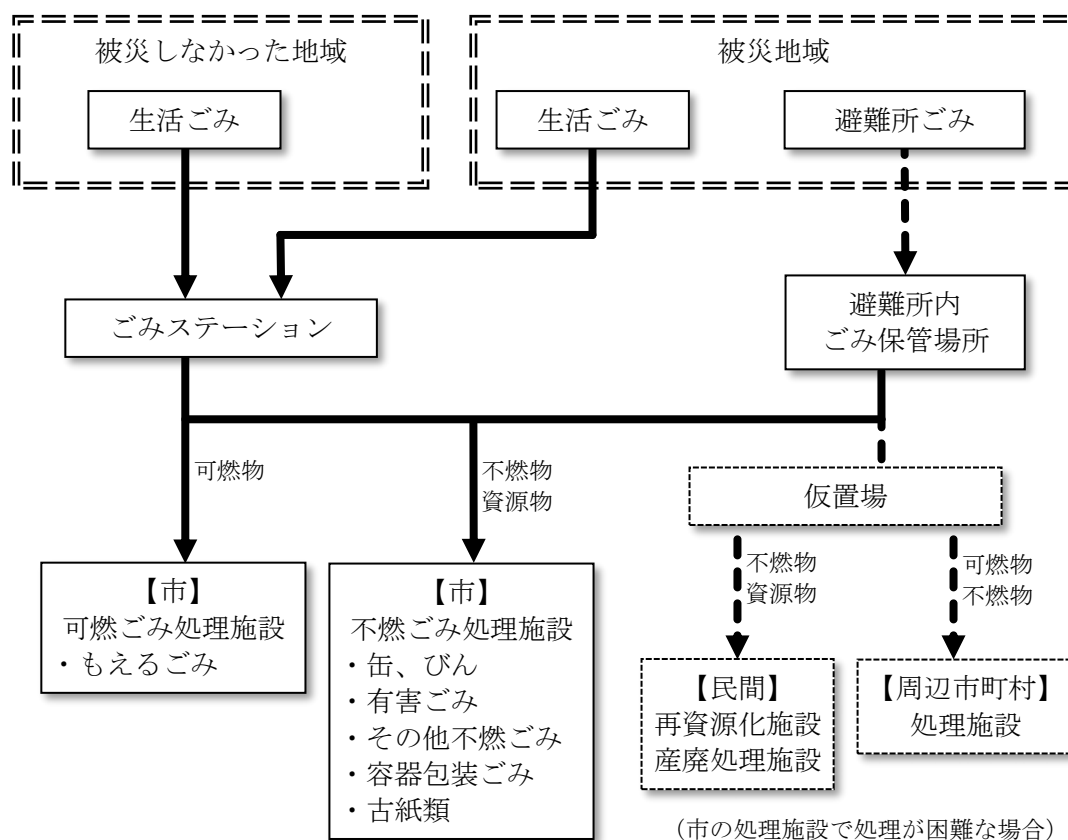 被災しなかった地域
被災地域
生活ごみ
生活ごみ
避難所ごみ
ごみステーション
避難所内
ごみ保管場所
可燃物
不燃物
資源物
仮置場
不燃物
資源物
可燃物
不燃物
【市】
可燃ごみ処理施設
・もえるごみ
【市】
不燃ごみ処理施設
・缶、びん
・有害ごみ
・その他不燃ごみ
・容器包装ごみ
・古紙類
【民間】
再資源化施設
産廃処理施設
【周辺市町村】
処理施設
（市の処理施設で処理が困難な場合）